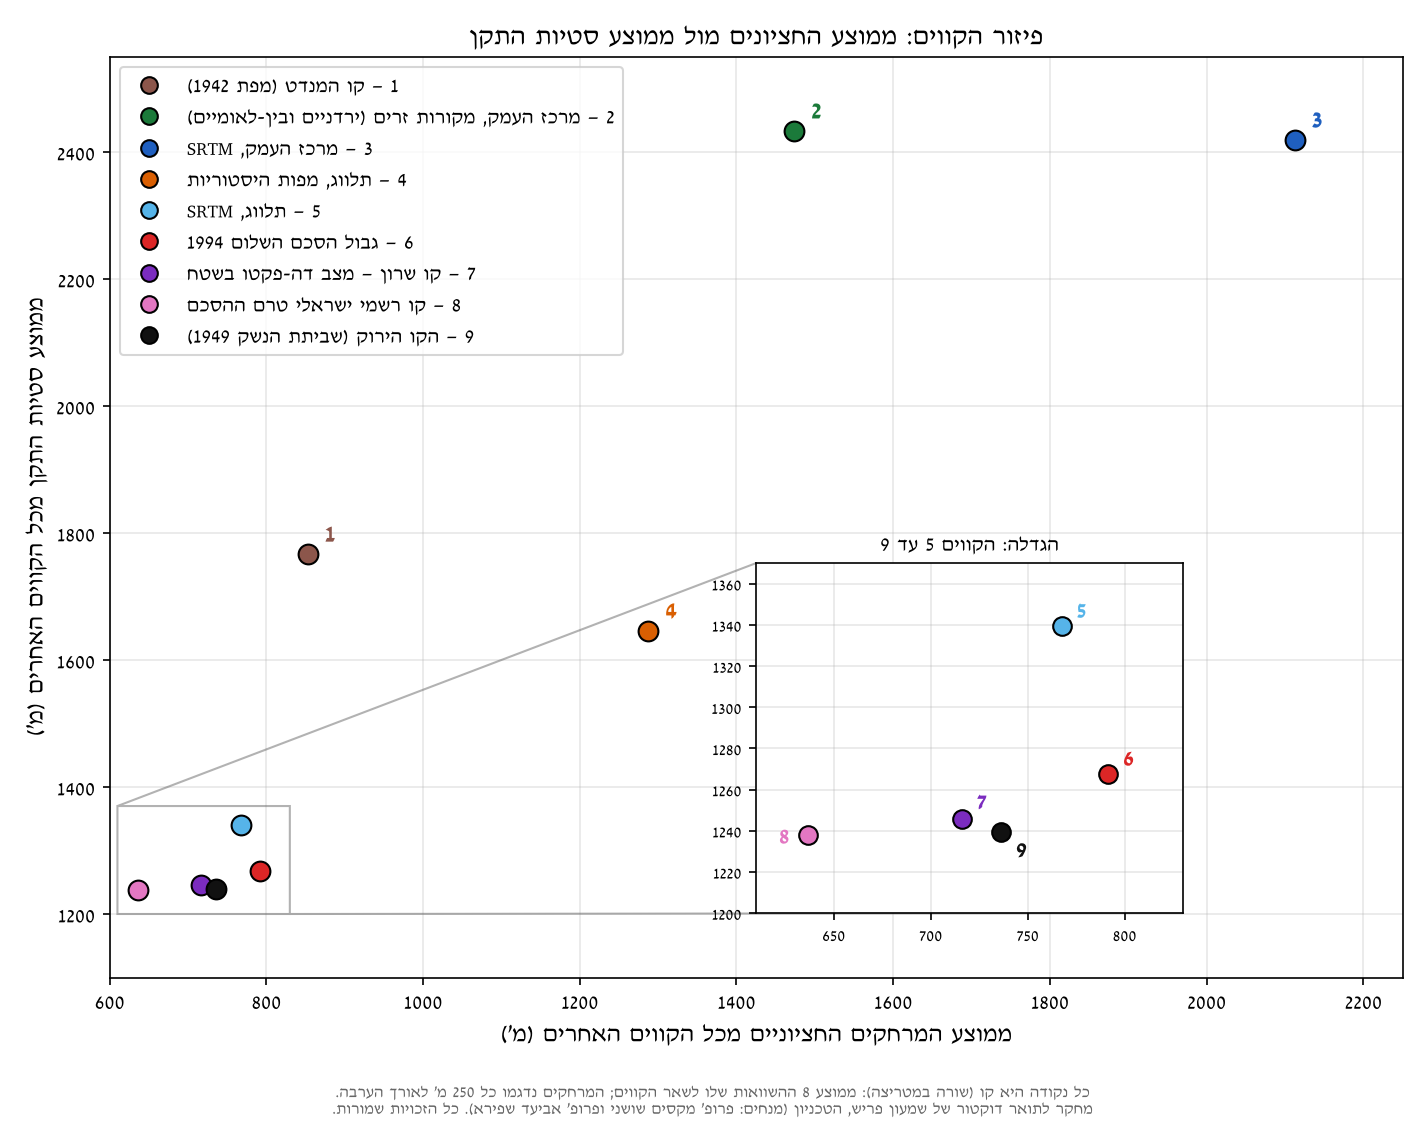 פיזור הקווים: ממוצע החציונים מול ממוצע סטיות התקן
1 – קו המנדט (מפת 1942)
2 – מרכז העמק, מקורות זרים (ירדניים ובין-לאומיים)
3 – מרכז העמק, SRTM
4 – תלווג, מפות היסטוריות
5 – תלווג, SRTM
6 – גבול הסכם השלום 1994
7 – קו שרון – מצב דה-פקטו בשטח
8 – קו רשמי ישראלי טרם ההסכם
9 – הקו הירוק (שביתת הנשק 1949)
ממוצע סטיות התקן מכל הקווים האחרים (מ')
2400
2200
2000
1800
1600
1400
1200
2
3
1
4
הגדלה: הקווים 5 עד 9
1360
1340
1320
1300
1280
1260
1240
1220
1200
5
6
7
8
9
650 700 750 800
600 800 1000 1200 1400 1600 1800 2000 2200
ממוצע המרחקים החציוניים מכל הקווים האחרים (מ')
כל נקודה היא קו (שורה במטריצה): ממוצע 8 ההשוואות שלו לשאר הקווים; המרחקים נדגמו כל 250 מ' לאורך הערבה.
מחקר לתואר דוקטור של שמעון פריש, הטכניון (מנחים: פרופ' מקסים שושני ופרופ' אביעד שפירא). כל הזכויות שמורות.